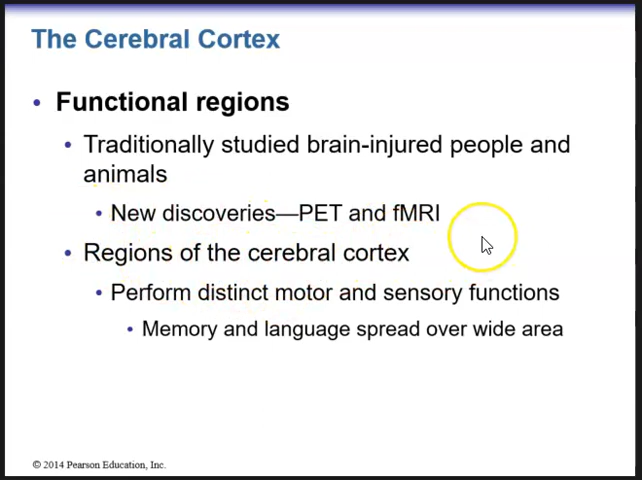 The Cerebral Cortex
• Functional regions
• Traditionally studied brain-injured people and
animals
• New discoveries—PET and fMRI
• Regions of the cerebral cortex
• Perform distinct motor and sensory functions
• Memory and language spread over wide area
© 2014 Pearson Education, Inc.